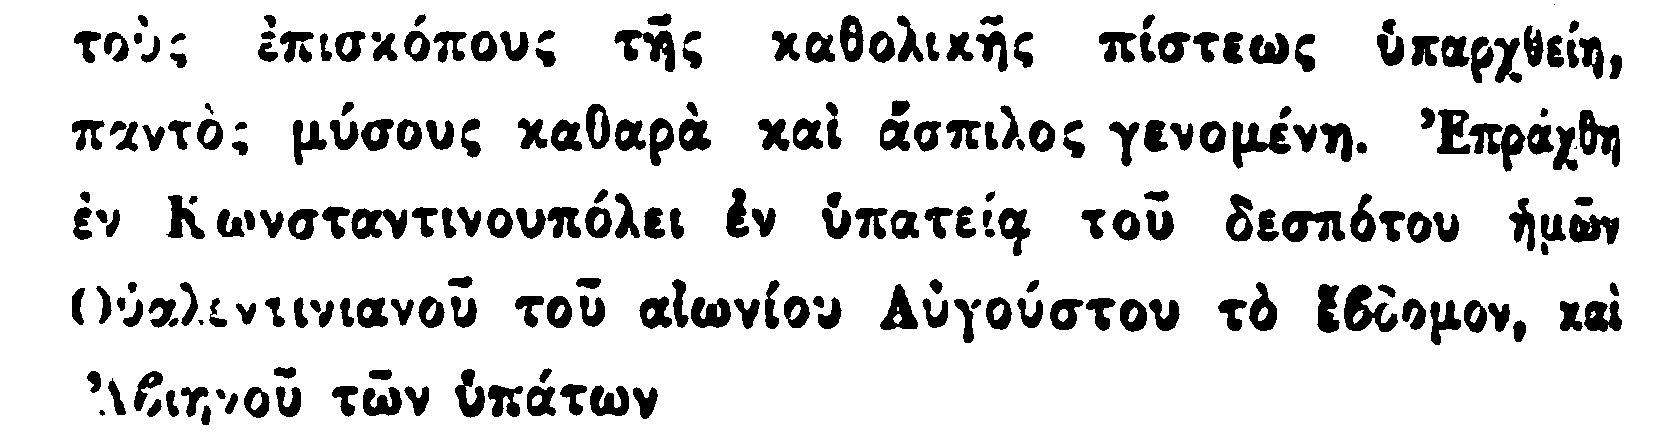 τοὺς ἐπισκόπους τῆς καθολικῆς πίστεως ὑπαρχθείη,
παντὸς μύσους καθαρὰ καὶ ἄσπιλος γενομένη. Ἐπράχθη
ἐν Κωνσταντινουπόλει ἐν ὑπατείᾳ τοῦ δεσπότου ἡμῶν
Οὐαλεντινιανοῦ τοῦ αἰωνίου Αὐγούστου τὸ ἕβδομον, καὶ
Ἀβιηνοῦ τῶν ὑπάτων